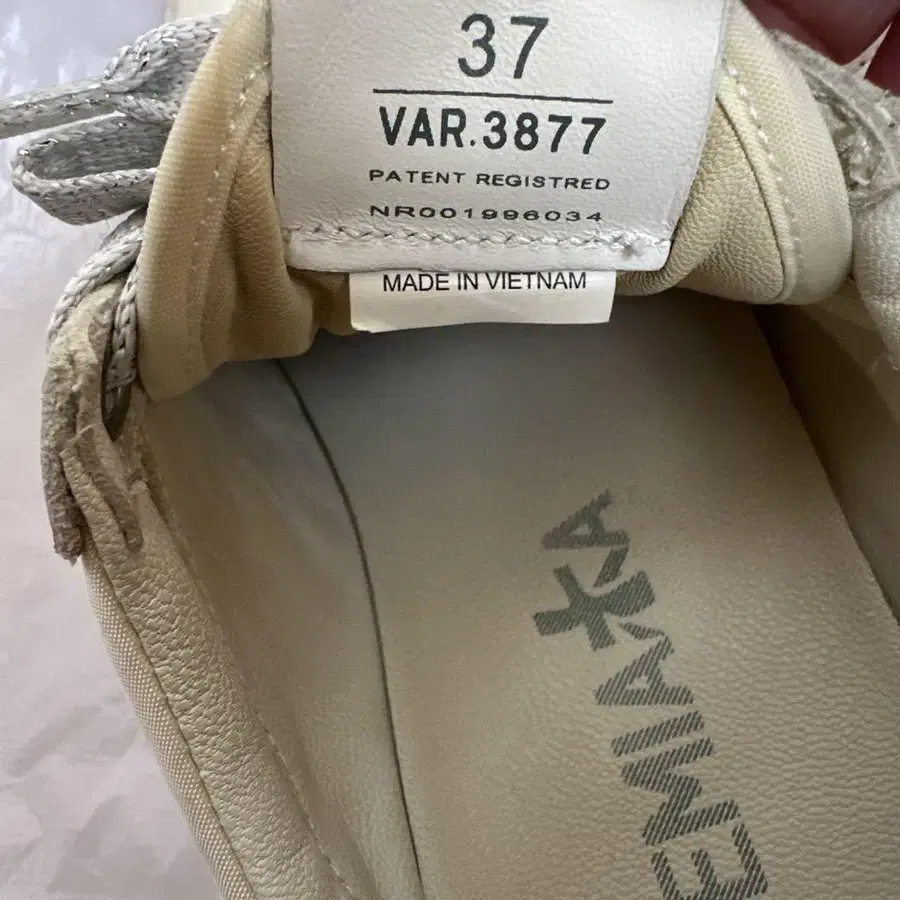 37
VAR.3877
PATENT REGISTRED
NR001996034
MADE IN VIETNAM